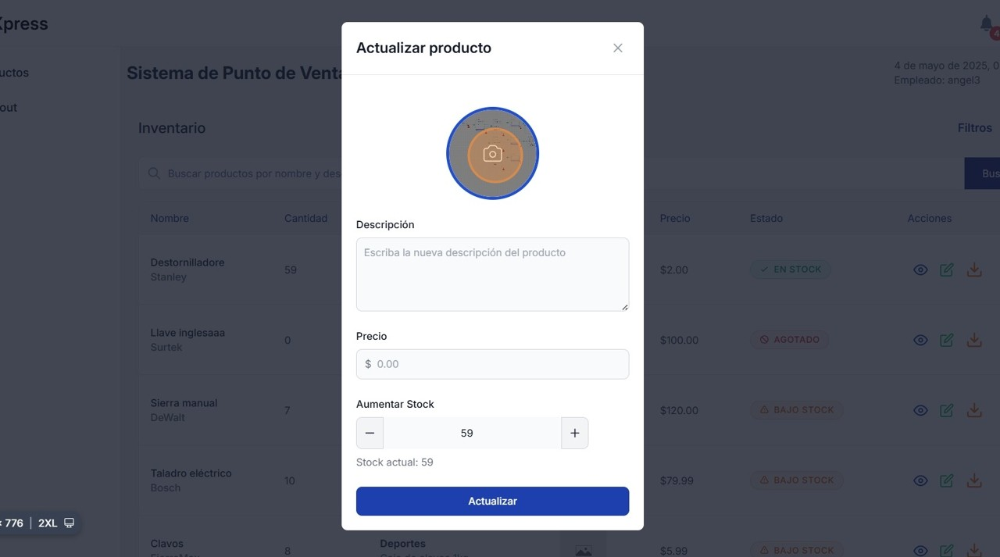 Xpress
4
uctos
out
Sistema de Punto de Venta
4 de mayo de 2025, 0
Empleado: angel3
Inventario
Filtros
Buscar productos por nombre y des
Bus
Nombre
Cantidad
Precio
Estado
Acciones
Destornilladore
Stanley
59
$2.00
EN STOCK
Llave inglesaaa
Surtek
0
$100.00
AGOTADO
Sierra manual
DeWalt
7
$120.00
BAJO STOCK
Taladro eléctrico
Bosch
10
$79.99
BAJO STOCK
Clavos
8
Deportes
$5.99
BAJO STOCK
776 | 2XL
Actualizar producto
Descripción
Escriba la nueva descripción del producto
Precio
$ 0.00
Aumentar Stock
− 59 +
Stock actual: 59
Actualizar